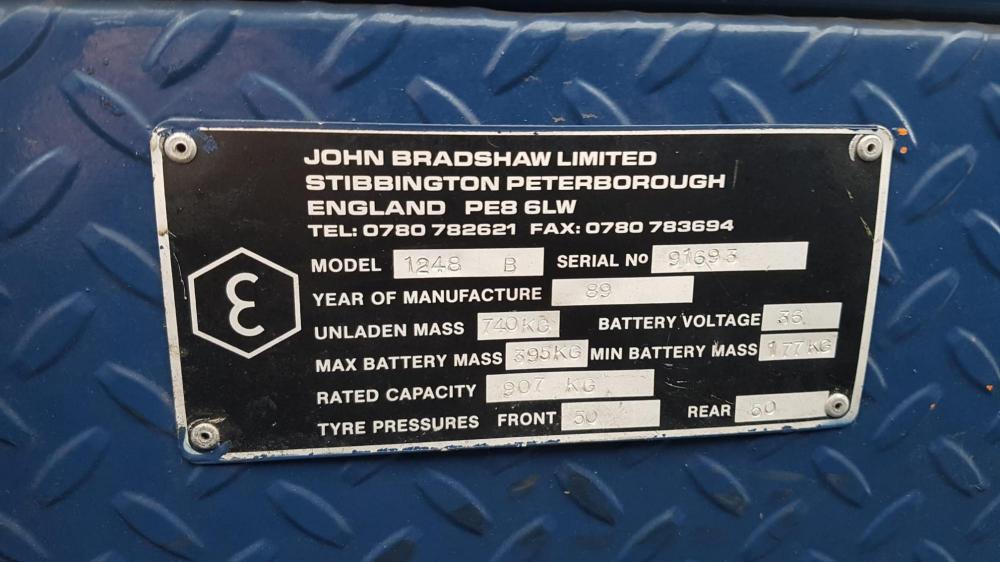 JOHN BRADSHAW LIMITED
STIBBINGTON PETERBOROUGH
ENGLAND PE8 6LW
TEL: 0780 782621 FAX: 0780 783694
MODEL 1248 B SERIAL No 91693
YEAR OF MANUFACTURE 89
UNLADEN MASS 740KG BATTERY VOLTAGE 36
MAX BATTERY MASS 395KG MIN BATTERY MASS 177KG
RATED CAPACITY 907 KG
TYRE PRESSURES FRONT 50 REAR 50